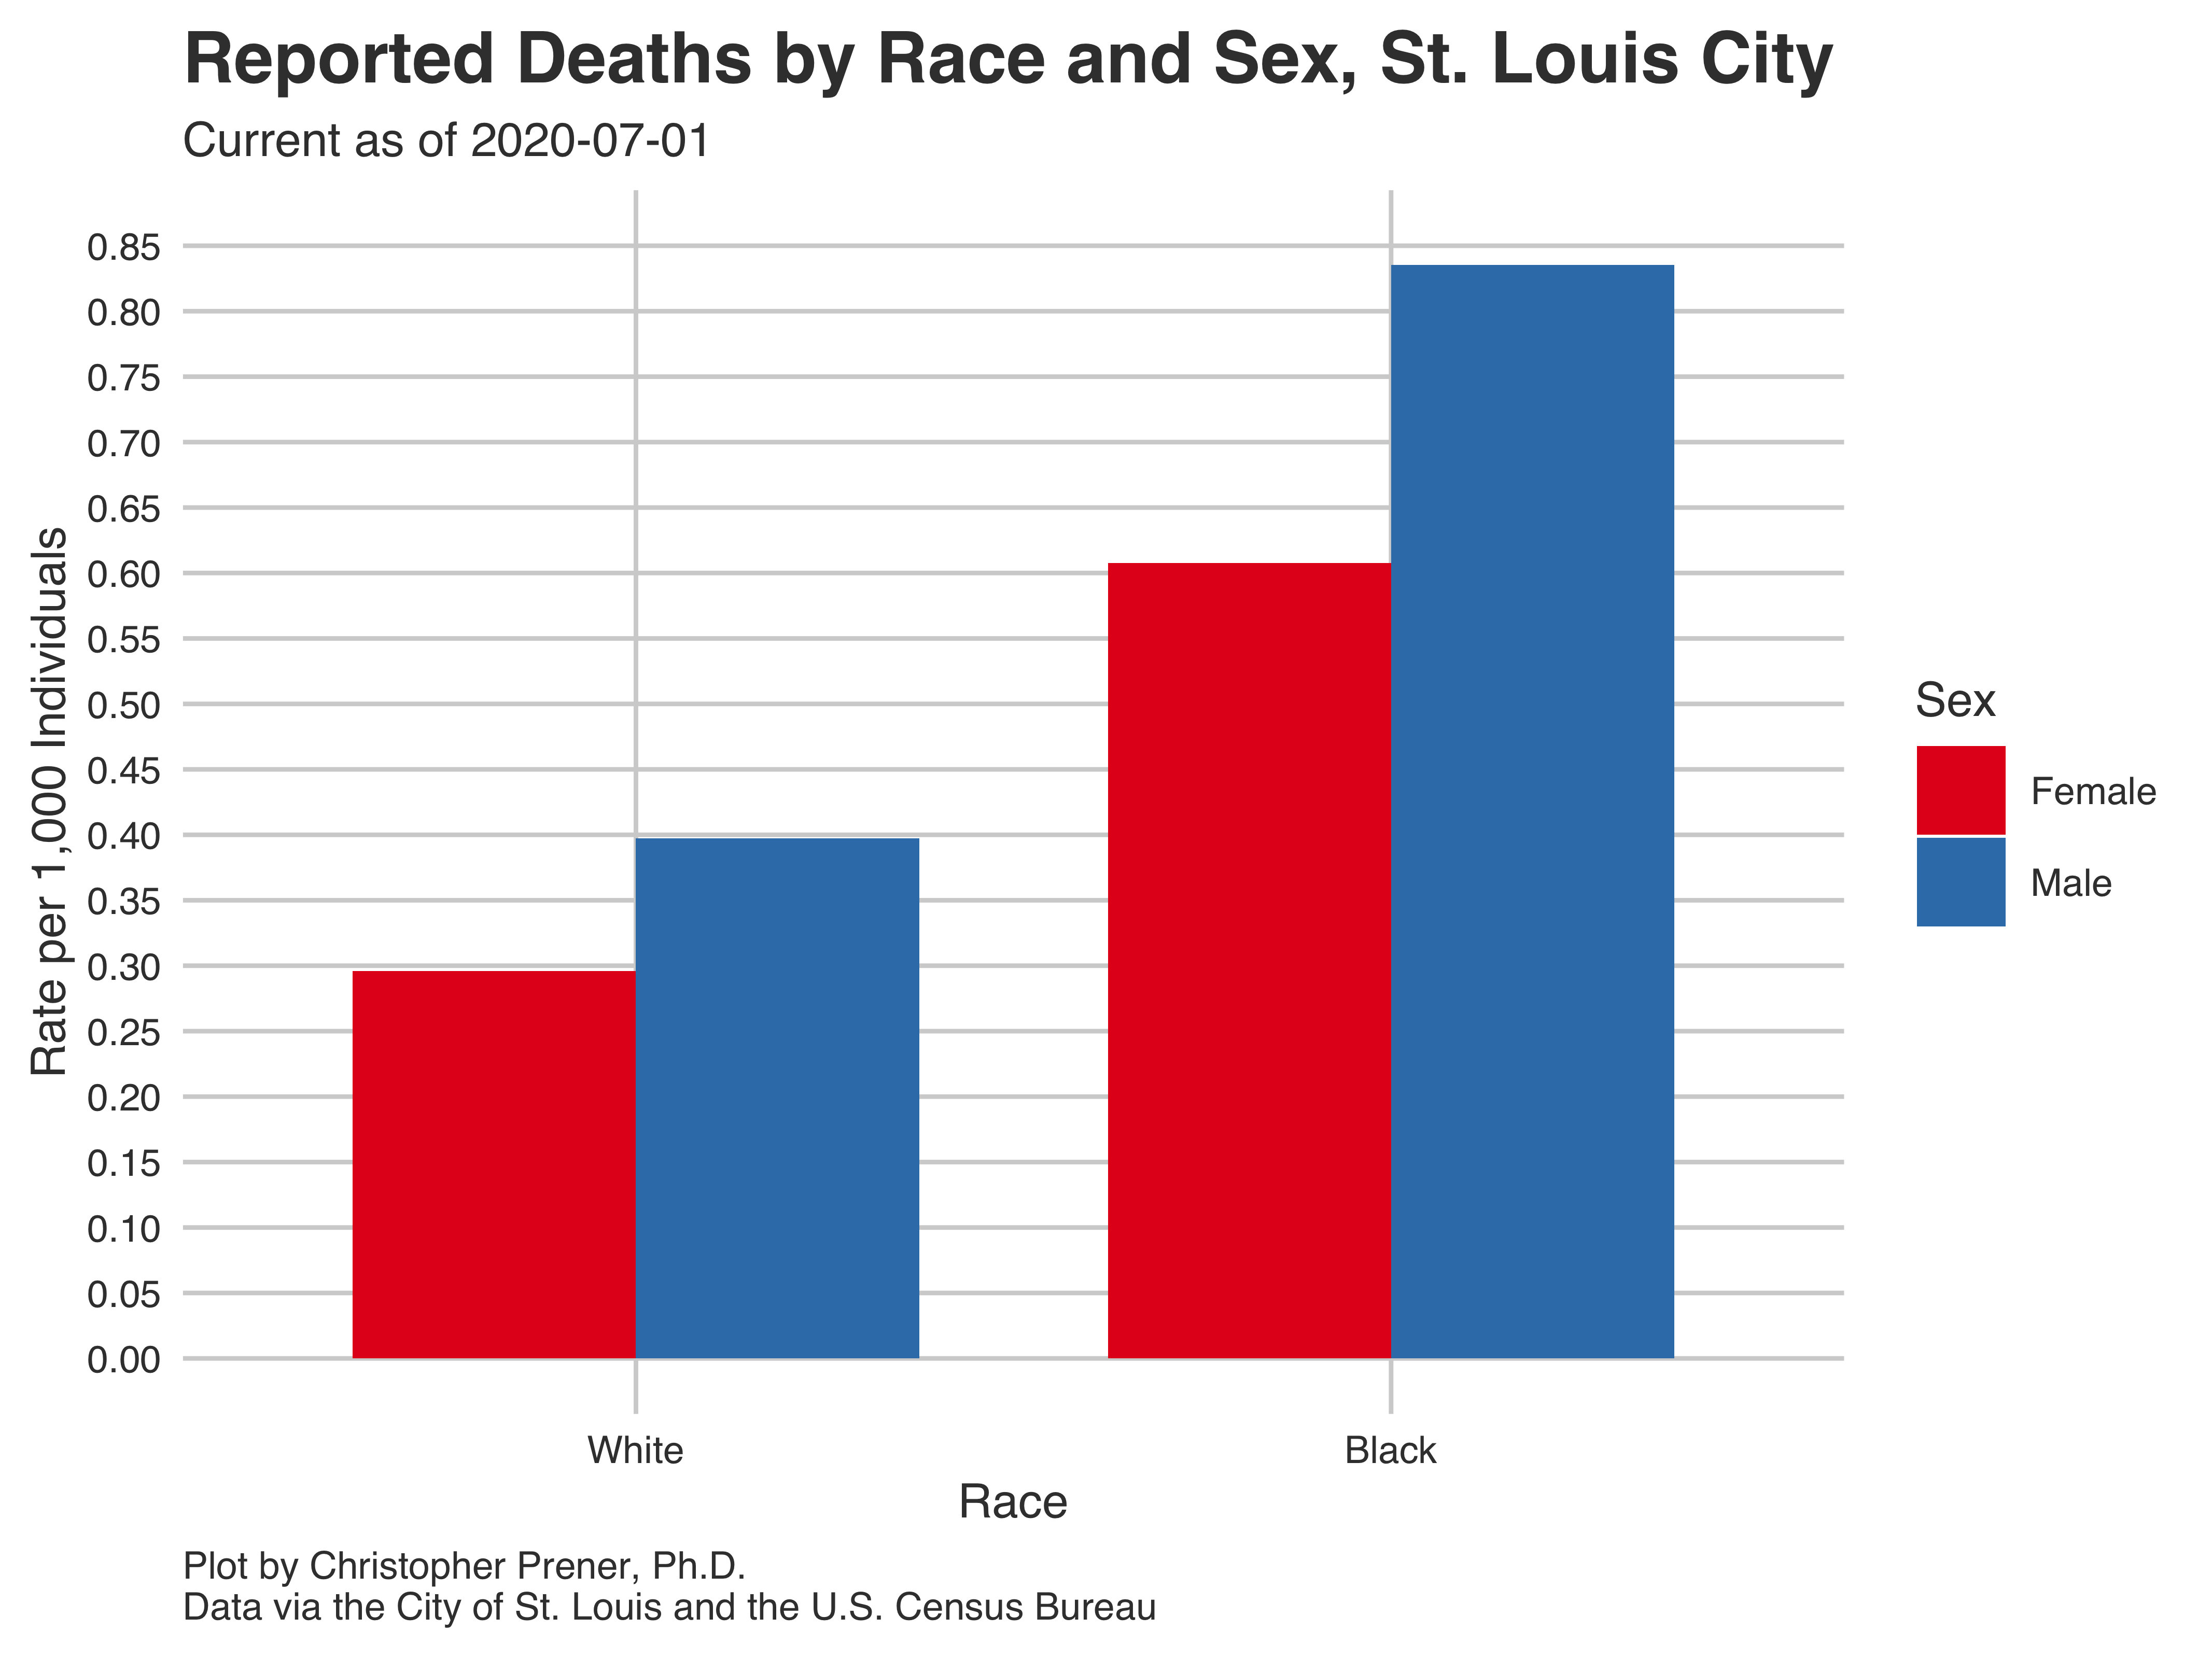 Reported Deaths by Race and Sex, St. Louis City
Current as of 2020-07-01
Rate per 1,000 Individuals
0.85
0.80
0.75
0.70
0.65
0.60
0.55
0.50
0.45
0.40
0.35
0.30
0.25
0.20
0.15
0.10
0.05
0.00
White
Black
Race
Sex
Female
Male
Plot by Christopher Prener, Ph.D.
Data via the City of St. Louis and the U.S. Census Bureau